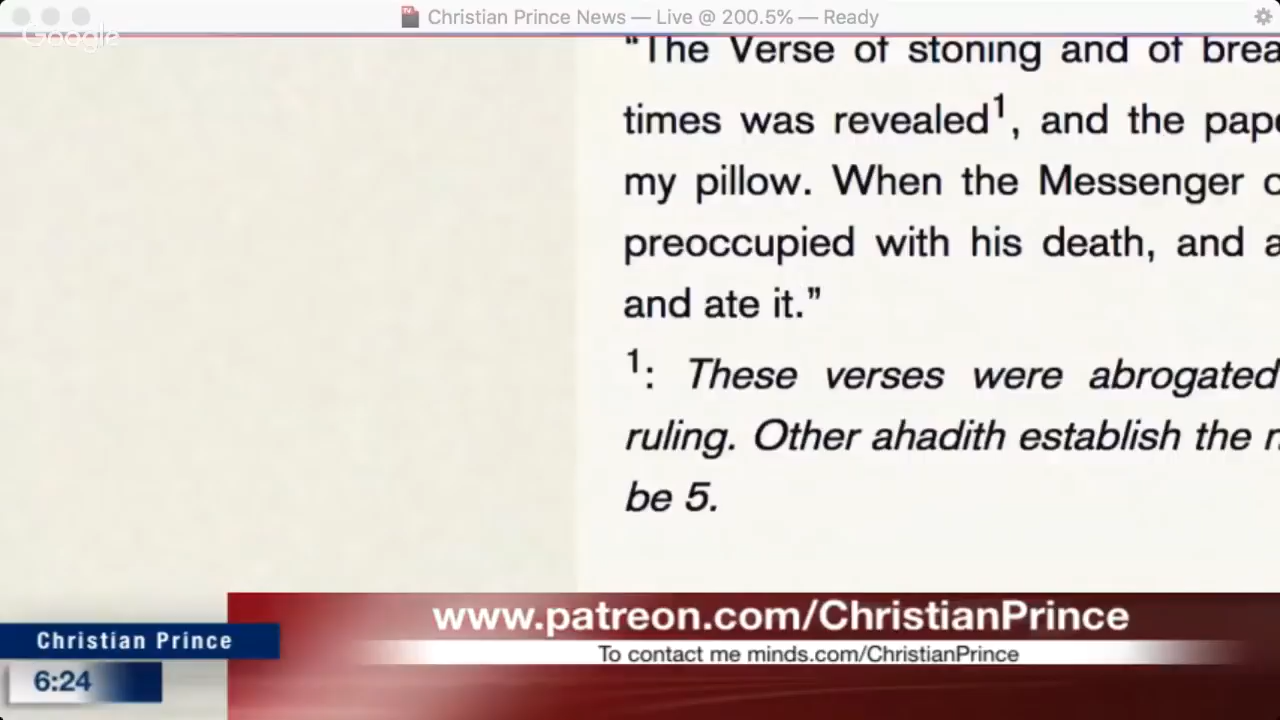 Christian Prince News — Live @ 200.5% — Ready
Google
“The Verse of stoning and of brea
times was revealed¹, and the pape
my pillow. When the Messenger o
preoccupied with his death, and a
and ate it.”
¹: These verses were abrogated
ruling. Other ahadith establish the n
be 5.
www.patreon.com/ChristianPrince
Christian Prince
To contact me minds.com/ChristianPrince
6:24